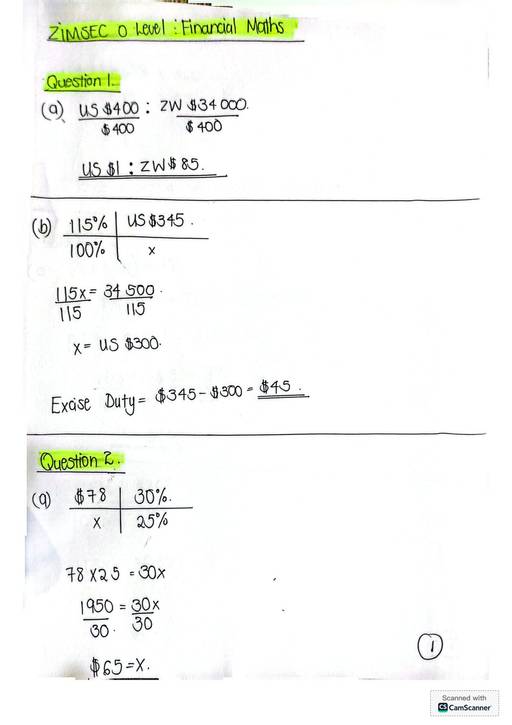 ZIMSEC O Level : Financial Maths
Question 1.
(a) US $400 : ZW $34 000.
$400 $400
US $1 : ZW$ 85.
(b) 115% US $345.
100% x
115x = 34 500.
115 115
x = US $300.
Excise Duty = $345 - $300 = $45.
Question 2.
(a) $78 30%.
x 25%
78 x 25 = 30x
1950 = 30x
30. 30
$65 = x.
1
Scanned with
CS CamScanner